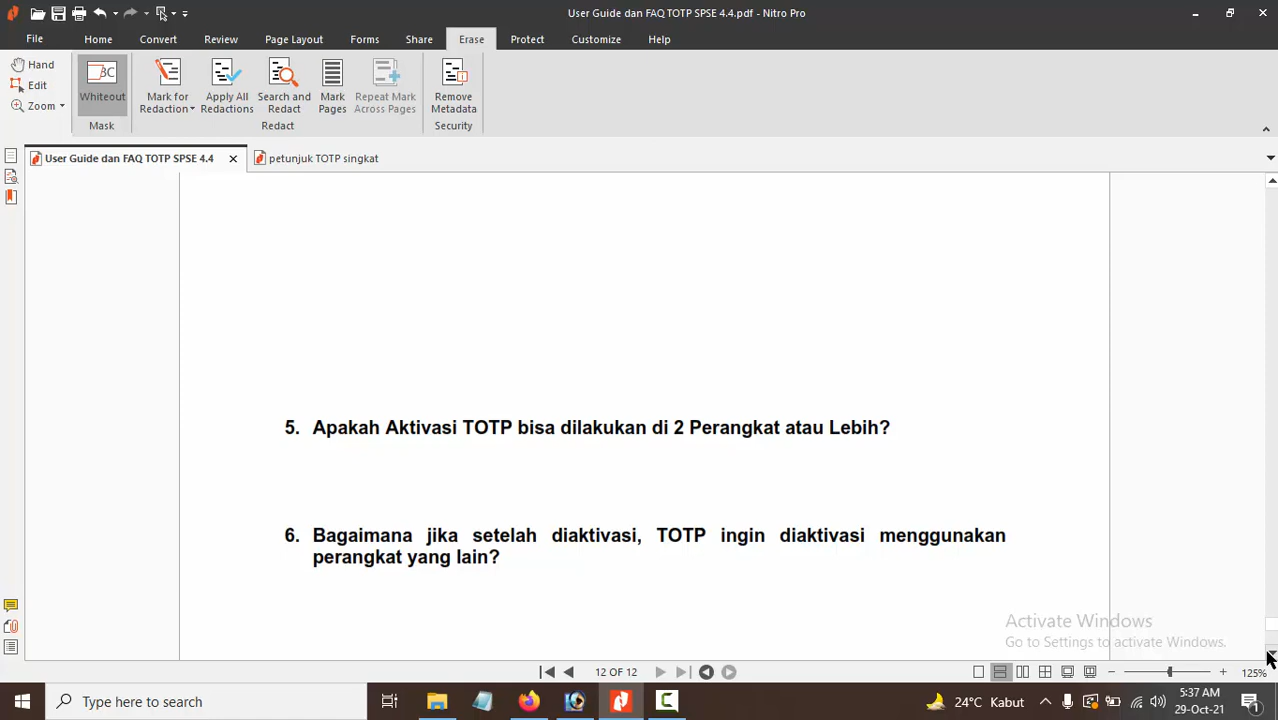 User Guide dan FAQ TOTP SPSE 4.4.pdf - Nitro Pro
File Home Convert Review Page Layout Forms Share Erase Protect Customize Help
Hand
Edit
Zoom
Whiteout
Mask
Mark for
Redaction
Apply All
Redactions
Search and
Redact
Mark
Pages
Repeat Mark
Across Pages
Redact
Remove
Metadata
Security
User Guide dan FAQ TOTP SPSE 4.4
petunjuk TOTP singkat
5. Apakah Aktivasi TOTP bisa dilakukan di 2 Perangkat atau Lebih?
6. Bagaimana jika setelah diaktivasi, TOTP ingin diaktivasi menggunakan
perangkat yang lain?
Activate Windows
Go to Settings to activate Windows.
12 OF 12
125%
Type here to search
24°C Kabut
5:37 AM
29-Oct-21
1